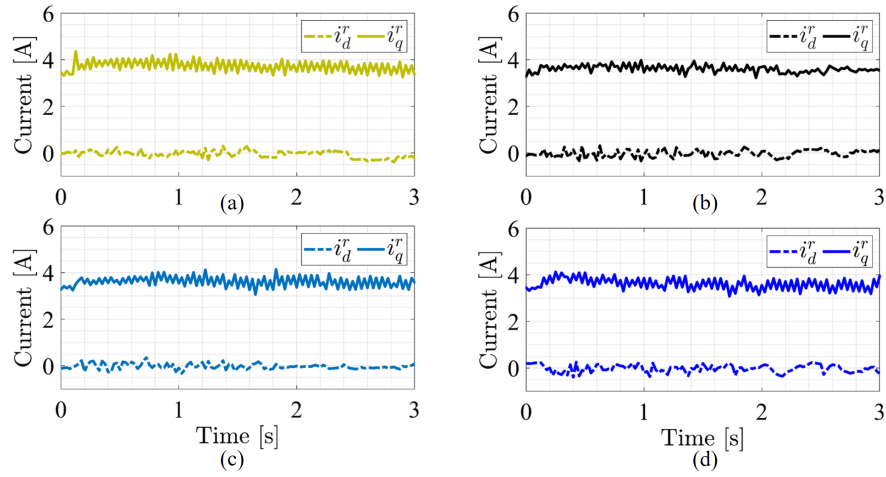 6
4
2
0
Current [A]
i_d^r i_q^r
0 1 2 3
(a)
6
4
2
0
Current [A]
i_d^r i_q^r
0 1 2 3
(b)
6
4
2
0
Current [A]
i_d^r i_q^r
0 1 2 3
Time [s]
(c)
6
4
2
0
Current [A]
i_d^r i_q^r
0 1 2 3
Time [s]
(d)